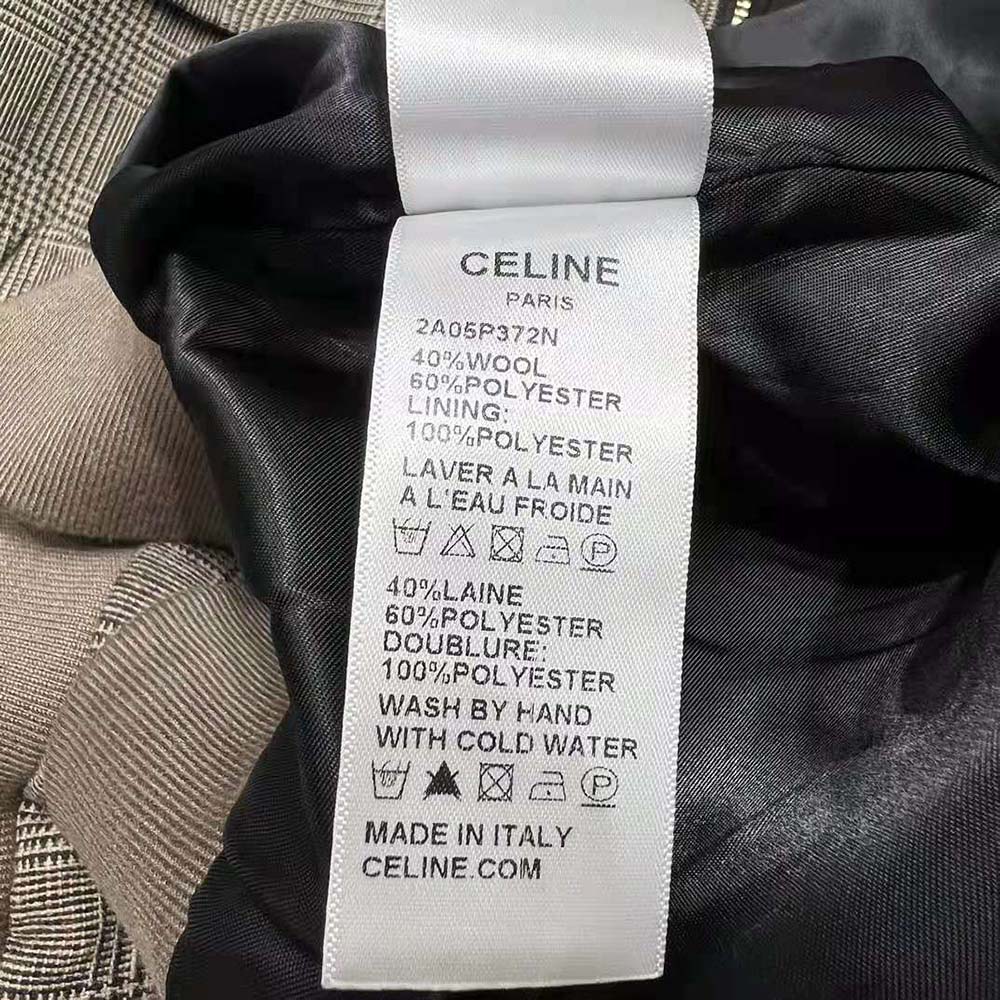 CELINE
PARIS
2A05P372N
40%WOOL
60%POLYESTER
LINING:
100%POLYESTER
LAVER A LA MAIN
A L'EAU FROIDE
P
40%LAINE
60%POLYESTER
DOUBLURE:
100%POLYESTER
WASH BY HAND
WITH COLD WATER
P
MADE IN ITALY
CELINE.COM